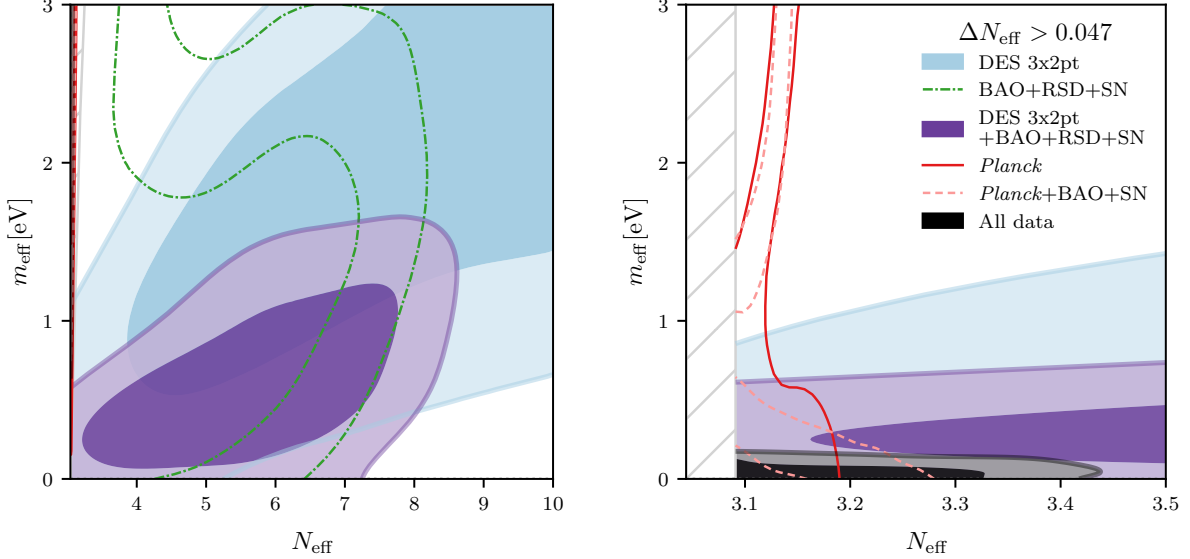 3
2
1
0
m_eff [eV]
4 5 6 7 8 9 10
N_eff
3
2
1
0
m_eff [eV]
ΔN_eff > 0.047
DES 3x2pt
BAO+RSD+SN
DES 3x2pt
+BAO+RSD+SN
Planck
Planck+BAO+SN
All data
3.1 3.2 3.3 3.4 3.5
N_eff